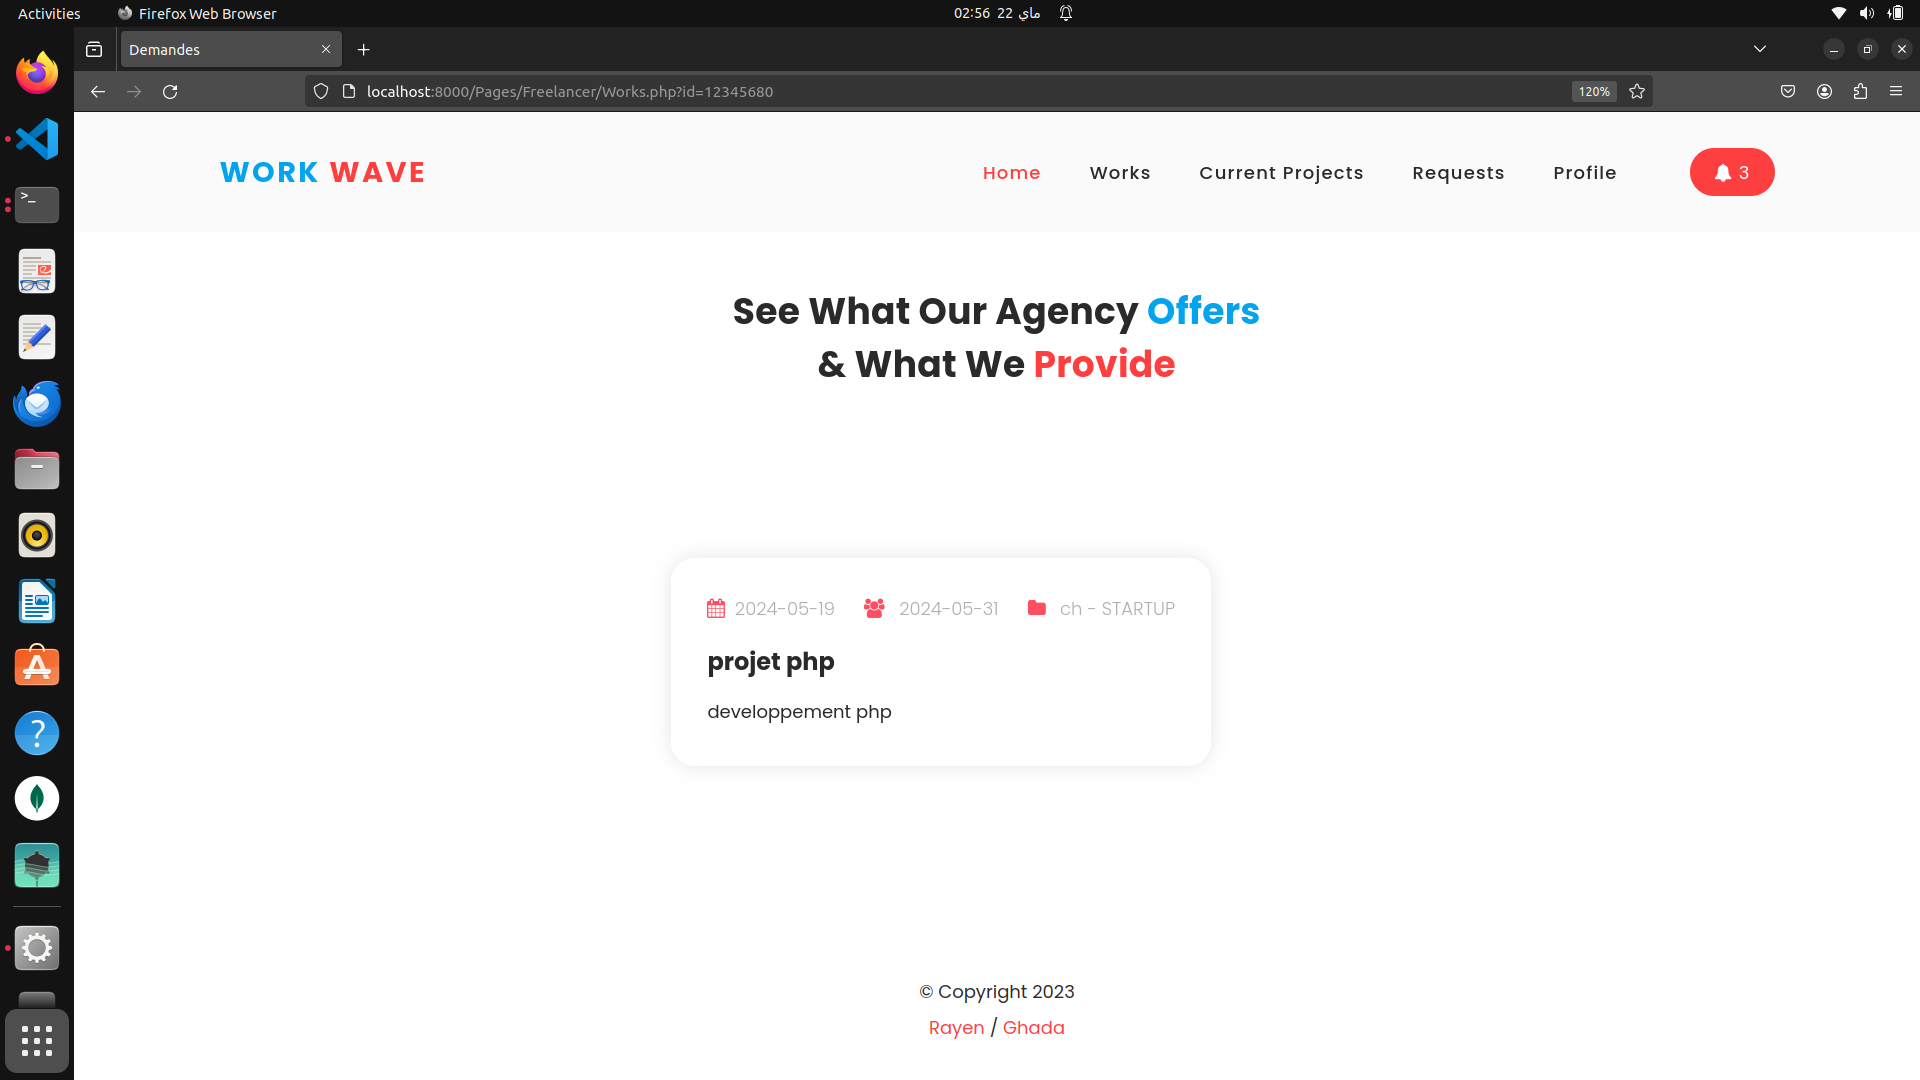 Activities
Firefox Web Browser
02:56 22 ماي
Demandes
localhost:8000/Pages/Freelancer/Works.php?id=12345680
120%
WORK WAVE
Home
Works
Current Projects
Requests
Profile
3
See What Our Agency Offers
& What We Provide
2024-05-19
2024-05-31
ch - STARTUP
projet php
developpement php
© Copyright 2023
Rayen / Ghada